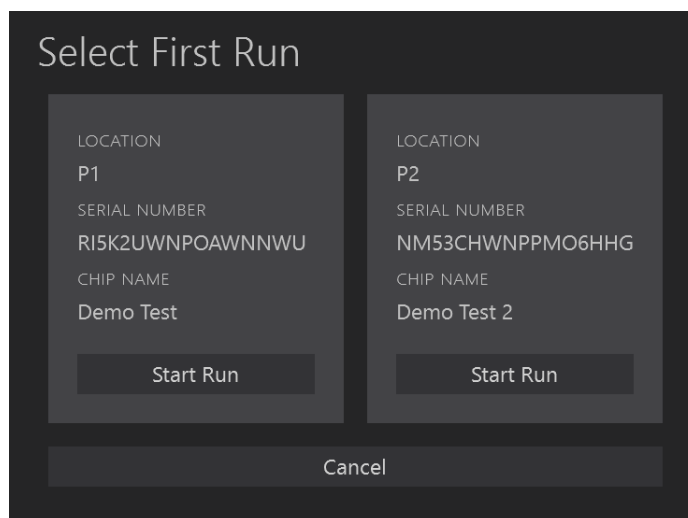 Select First Run
LOCATION
P1
SERIAL NUMBER
RI5K2UWNPOAWNNWU
CHIP NAME
Demo Test
Start Run
LOCATION
P2
SERIAL NUMBER
NM53CHWNPPMO6HHG
CHIP NAME
Demo Test 2
Start Run
Cancel